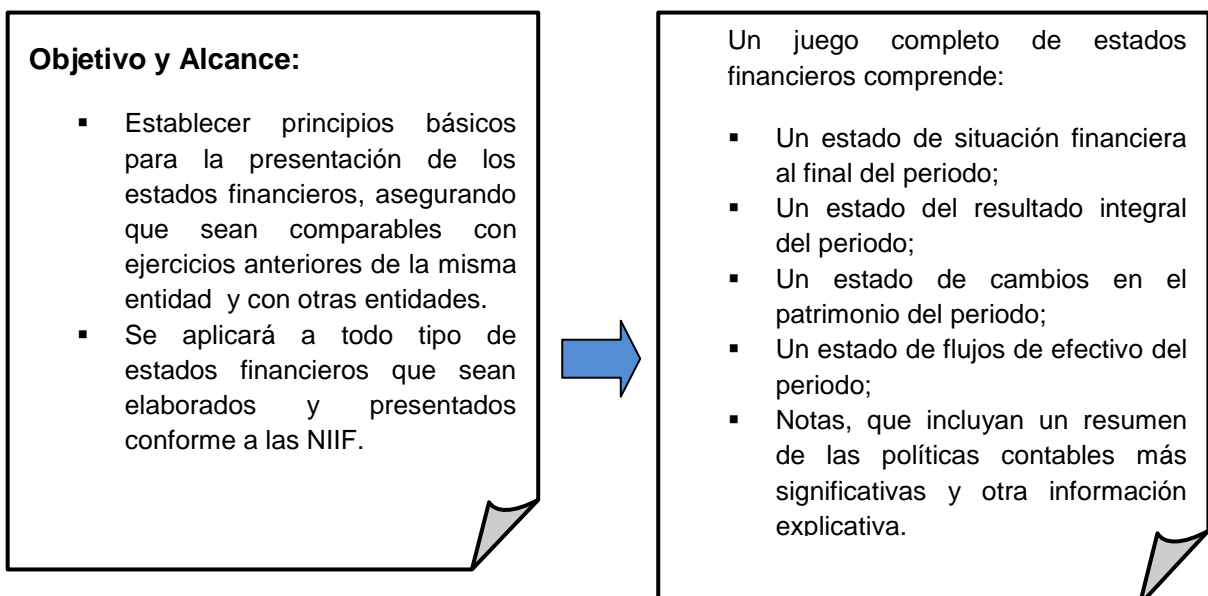 Objetivo y Alcance:
▪ Establecer principios básicos
para la presentación de los
estados financieros, asegurando
que sean comparables con
ejercicios anteriores de la misma
entidad y con otras entidades.
▪ Se aplicará a todo tipo de
estados financieros que sean
elaborados y presentados
conforme a las NIIF.
Un juego completo de estados
financieros comprende:
▪ Un estado de situación financiera
al final del periodo;
▪ Un estado del resultado integral
del periodo;
▪ Un estado de cambios en el
patrimonio del periodo;
▪ Un estado de flujos de efectivo del
periodo;
▪ Notas, que incluyan un resumen
de las políticas contables más
significativas y otra información
explicativa.